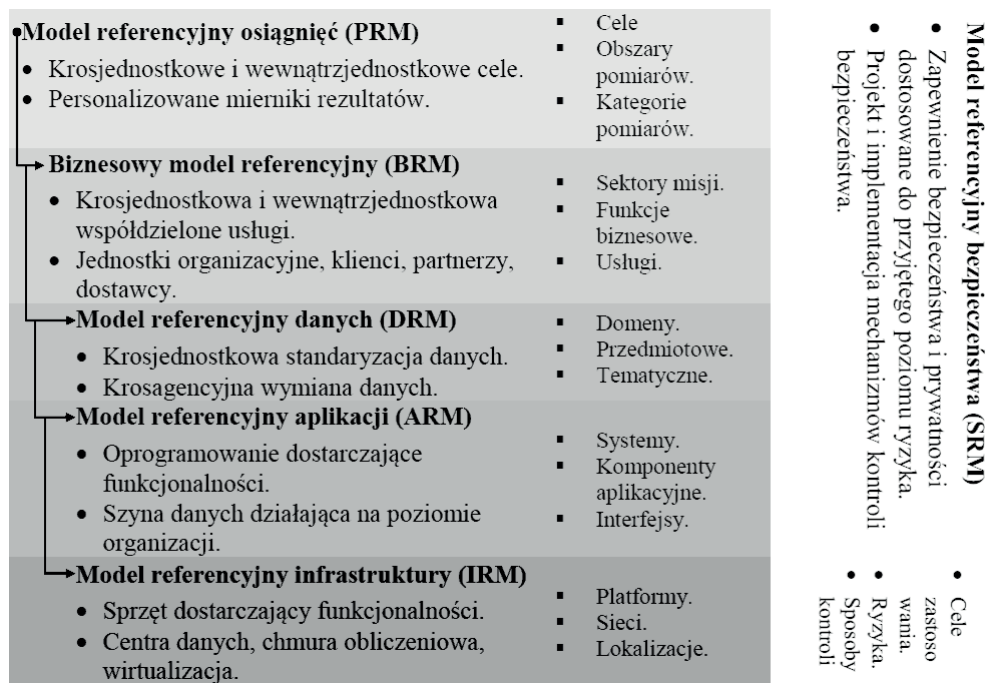 Model referencyjny osiągnięć (PRM)
• Krosjednostkowe i wewnątrzjednostkowe cele.
• Personalizowane mierniki rezultatów.
▪ Cele
▪ Obszary
pomiarów.
▪ Kategorie
pomiarów.
Biznesowy model referencyjny (BRM)
• Krosjednostkowa i wewnątrzjednostkowa
współdzielone usługi.
• Jednostki organizacyjne, klienci, partnerzy,
dostawcy.
▪ Sektory misji.
▪ Funkcje
biznesowe.
▪ Usługi.
Model referencyjny danych (DRM)
• Krosjednostkowa standaryzacja danych.
• Krosagencyjna wymiana danych.
▪ Domeny.
▪ Przedmiotowe.
▪ Tematyczne.
Model referencyjny aplikacji (ARM)
• Oprogramowanie dostarczające
funkcjonalności.
• Szyna danych działająca na poziomie
organizacji.
▪ Systemy.
▪ Komponenty
aplikacyjne.
▪ Interfejsy.
Model referencyjny infrastruktury (IRM)
• Sprzęt dostarczający funkcjonalności.
• Centra danych, chmura obliczeniowa,
wirtualizacja.
▪ Platformy.
▪ Sieci.
▪ Lokalizacje.
Model referencyjny bezpieczeństwa (SRM)
• Zapewnienie bezpieczeństwa i prywatności
dostosowane do przyjętego poziomu ryzyka.
• Projekt i implementacja mechanizmów kontroli
bezpieczeństwa.
• Cele
zastoso
wania.
• Ryzyka.
• Sposoby
kontroli